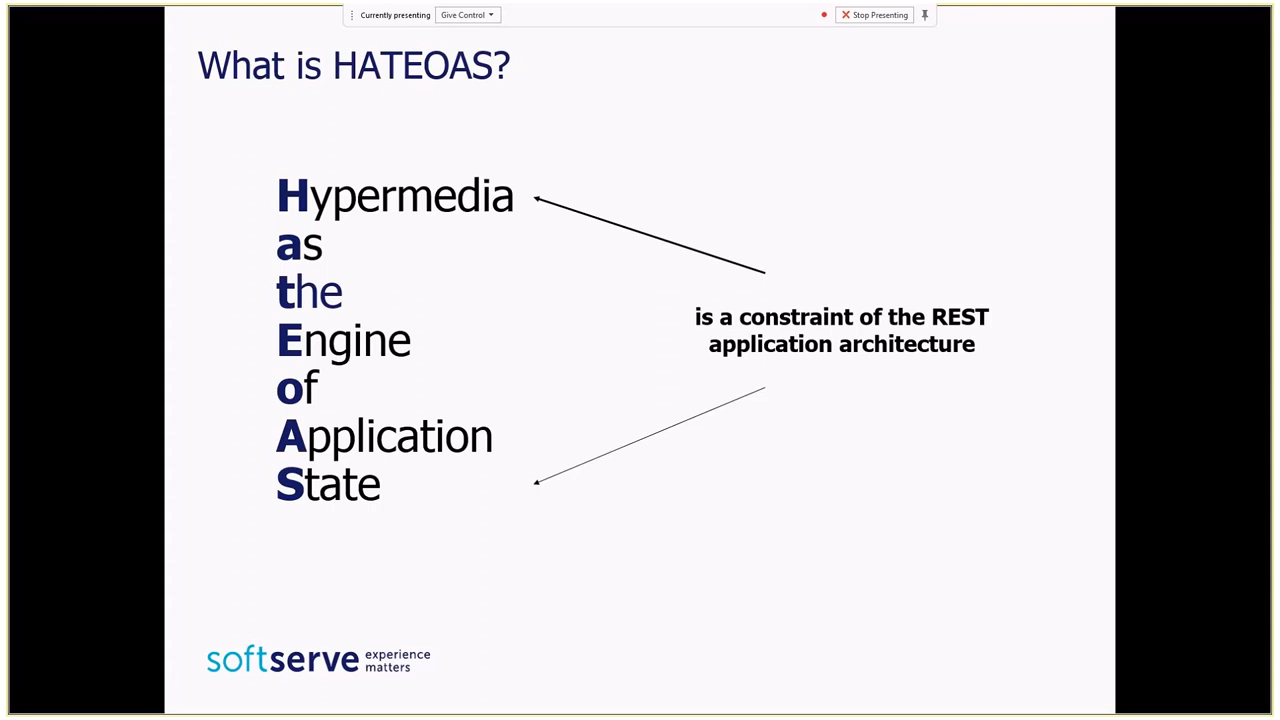 Currently presenting Give Control Stop Presenting
What is HATEOAS?
Hypermedia
as
the
Engine
of
Application
State
is a constraint of the REST
application architecture
softserve experience
matters